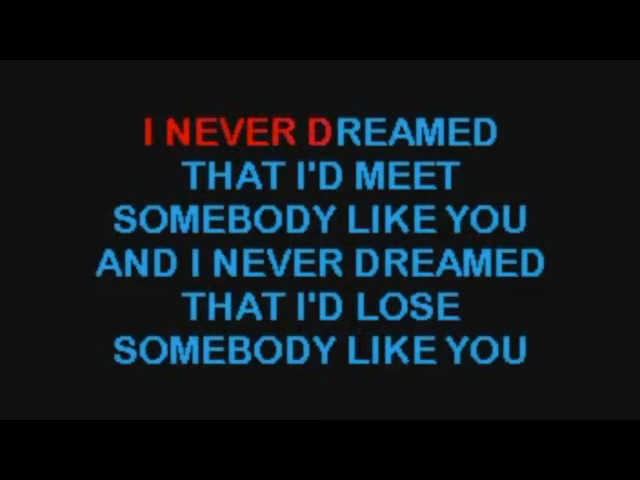 I NEVER DREAMED
THAT I'D MEET
SOMEBODY LIKE YOU
AND I NEVER DREAMED
THAT I'D LOSE
SOMEBODY LIKE YOU